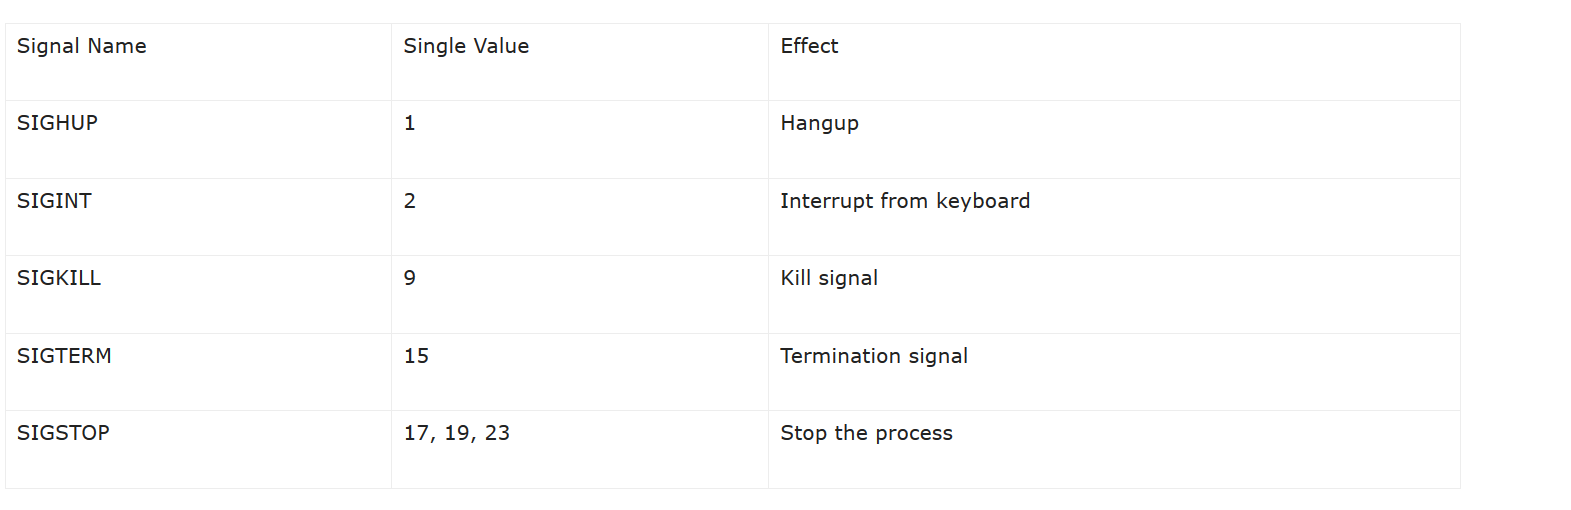 Signal Name Single Value Effect
SIGHUP 1 Hangup
SIGINT 2 Interrupt from keyboard
SIGKILL 9 Kill signal
SIGTERM 15 Termination signal
SIGSTOP 17, 19, 23 Stop the process